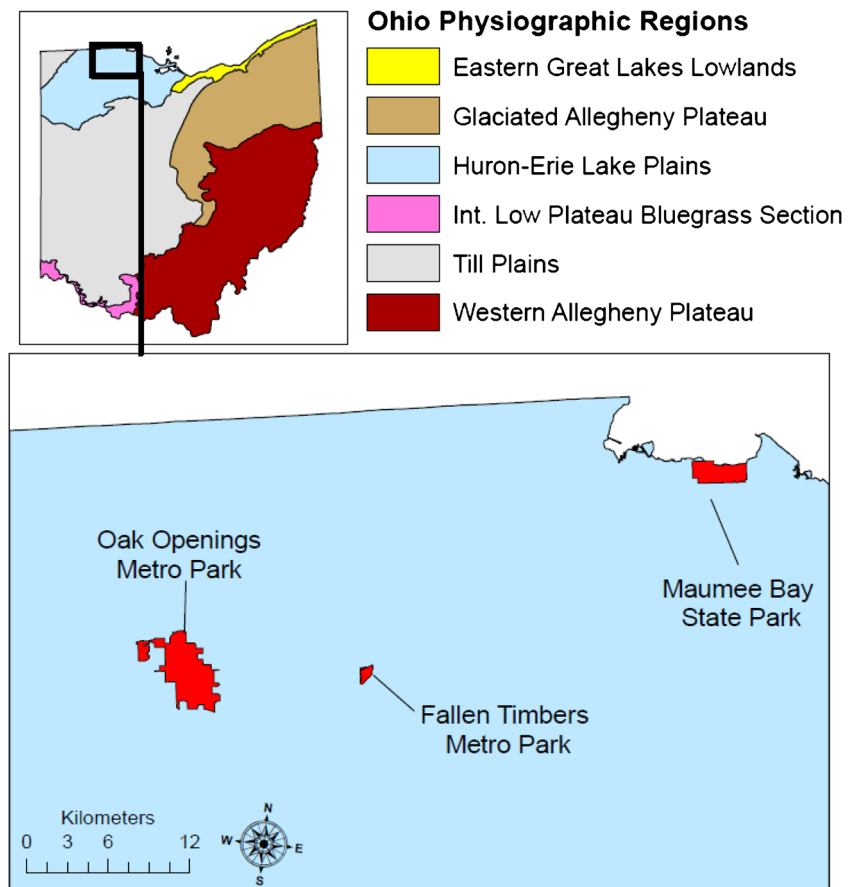 Ohio Physiographic Regions
Eastern Great Lakes Lowlands
Glaciated Allegheny Plateau
Huron-Erie Lake Plains
Int. Low Plateau Bluegrass Section
Till Plains
Western Allegheny Plateau
Oak Openings
Metro Park
Maumee Bay
State Park
Fallen Timbers
Metro Park
Kilometers
0 3 6 12
N
W E
S